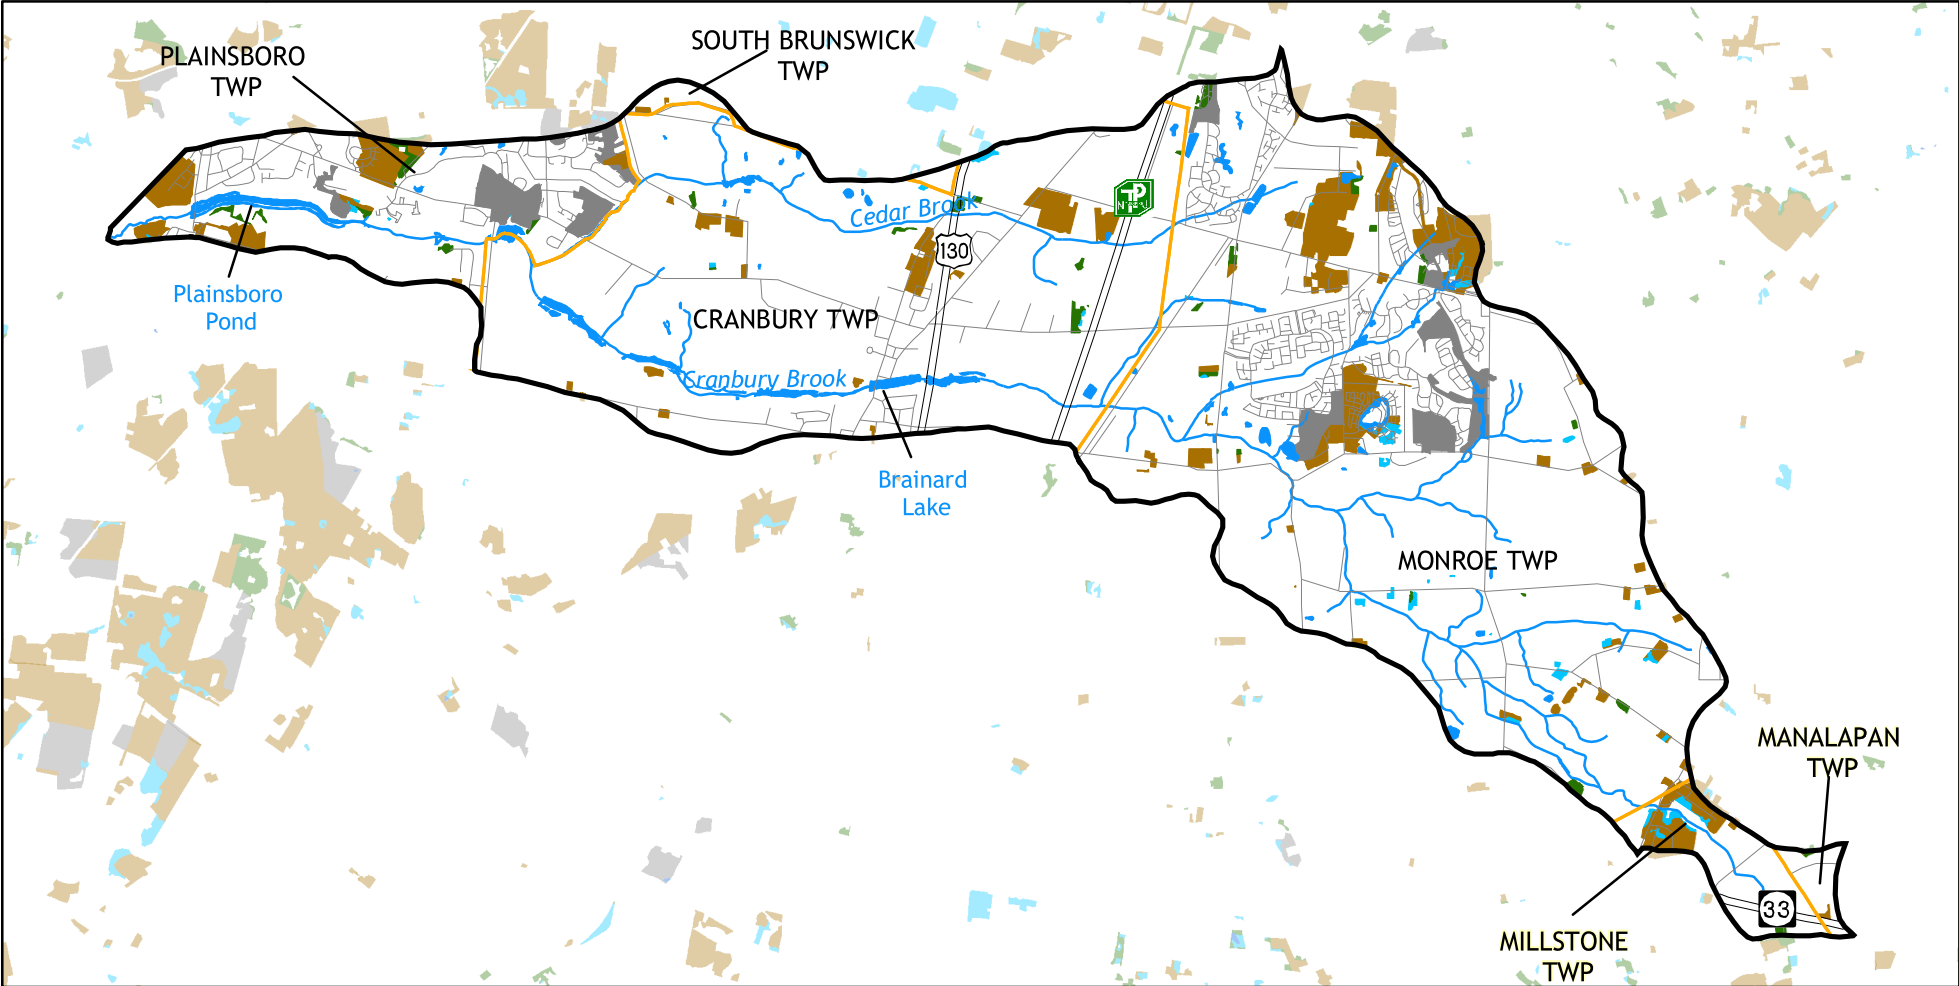 PLAINSBORO
TWP
SOUTH BRUNSWICK
TWP
Cedar Brook
TP
130
Plainsboro
Pond
CRANBURY TWP
Cranbury Brook
Brainard
Lake
MONROE TWP
MANALAPAN
TWP
33
MILLSTONE
TWP